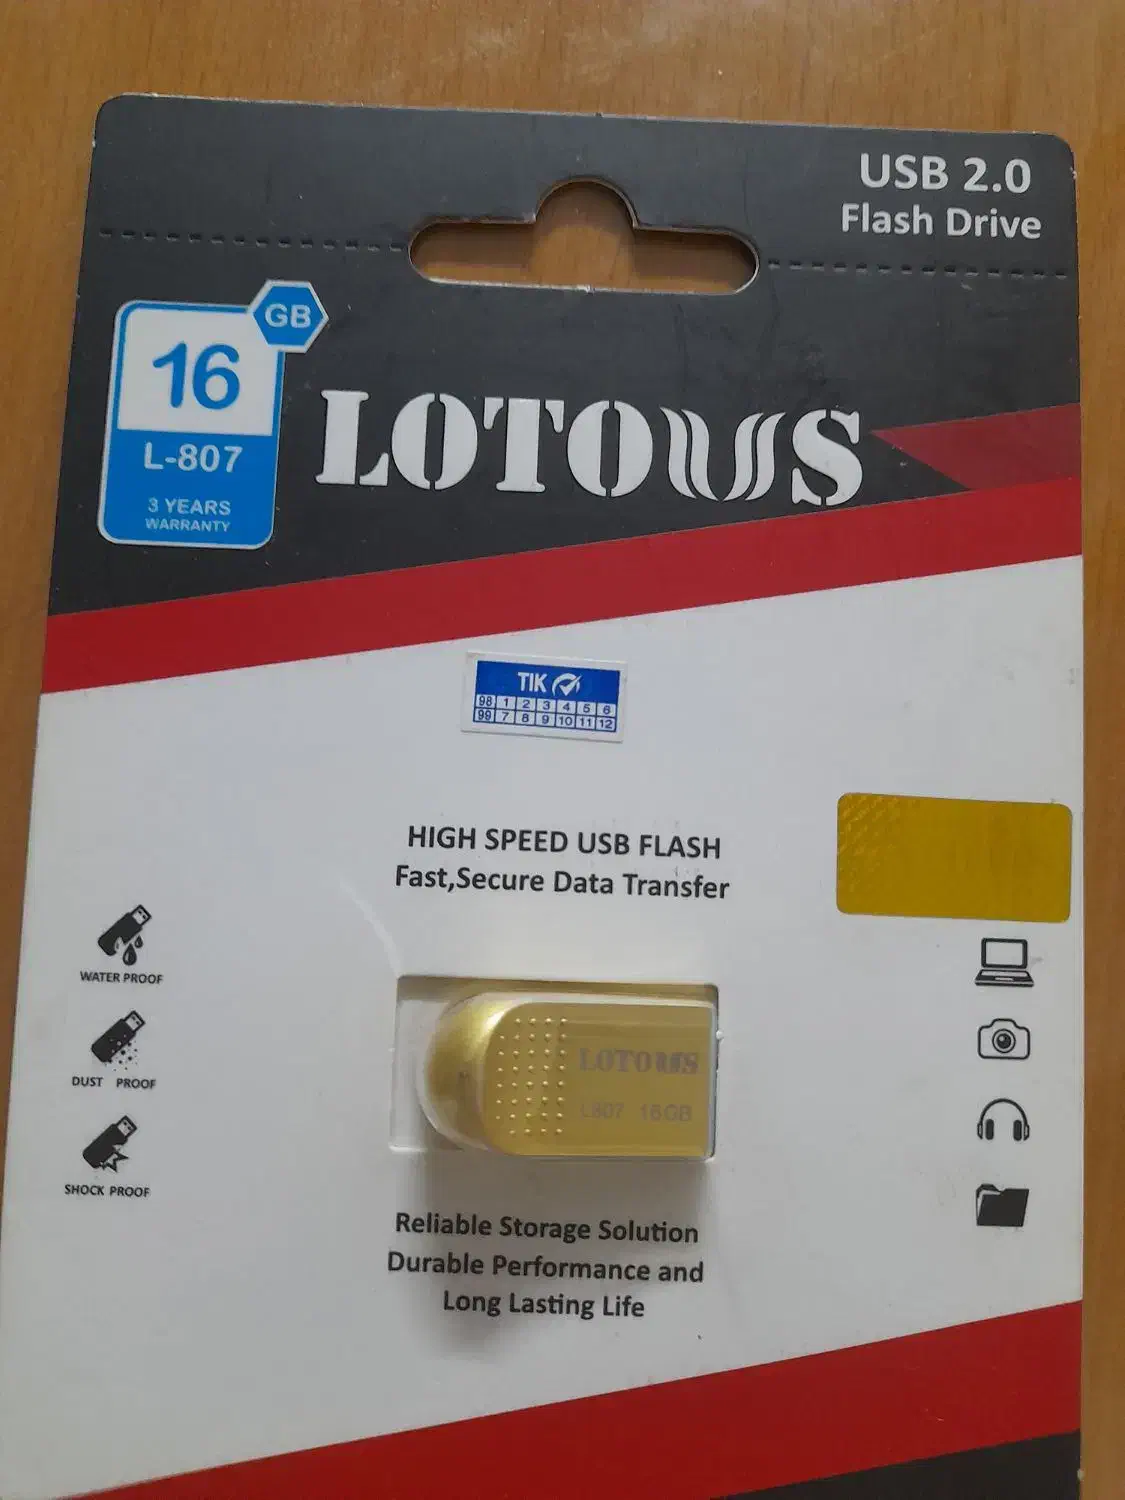 USB 2.0
Flash Drive
GB
16
L-807
3 YEARS
WARRANTY
LOTOUS
TIK
98 1 2 3 4 5 6
99 7 8 9 10 11 12
HIGH SPEED USB FLASH
Fast,Secure Data Transfer
WATER PROOF
DUST PROOF
SHOCK PROOF
LOTOUS
L807 16GB
Reliable Storage Solution
Durable Performance and
Long Lasting Life